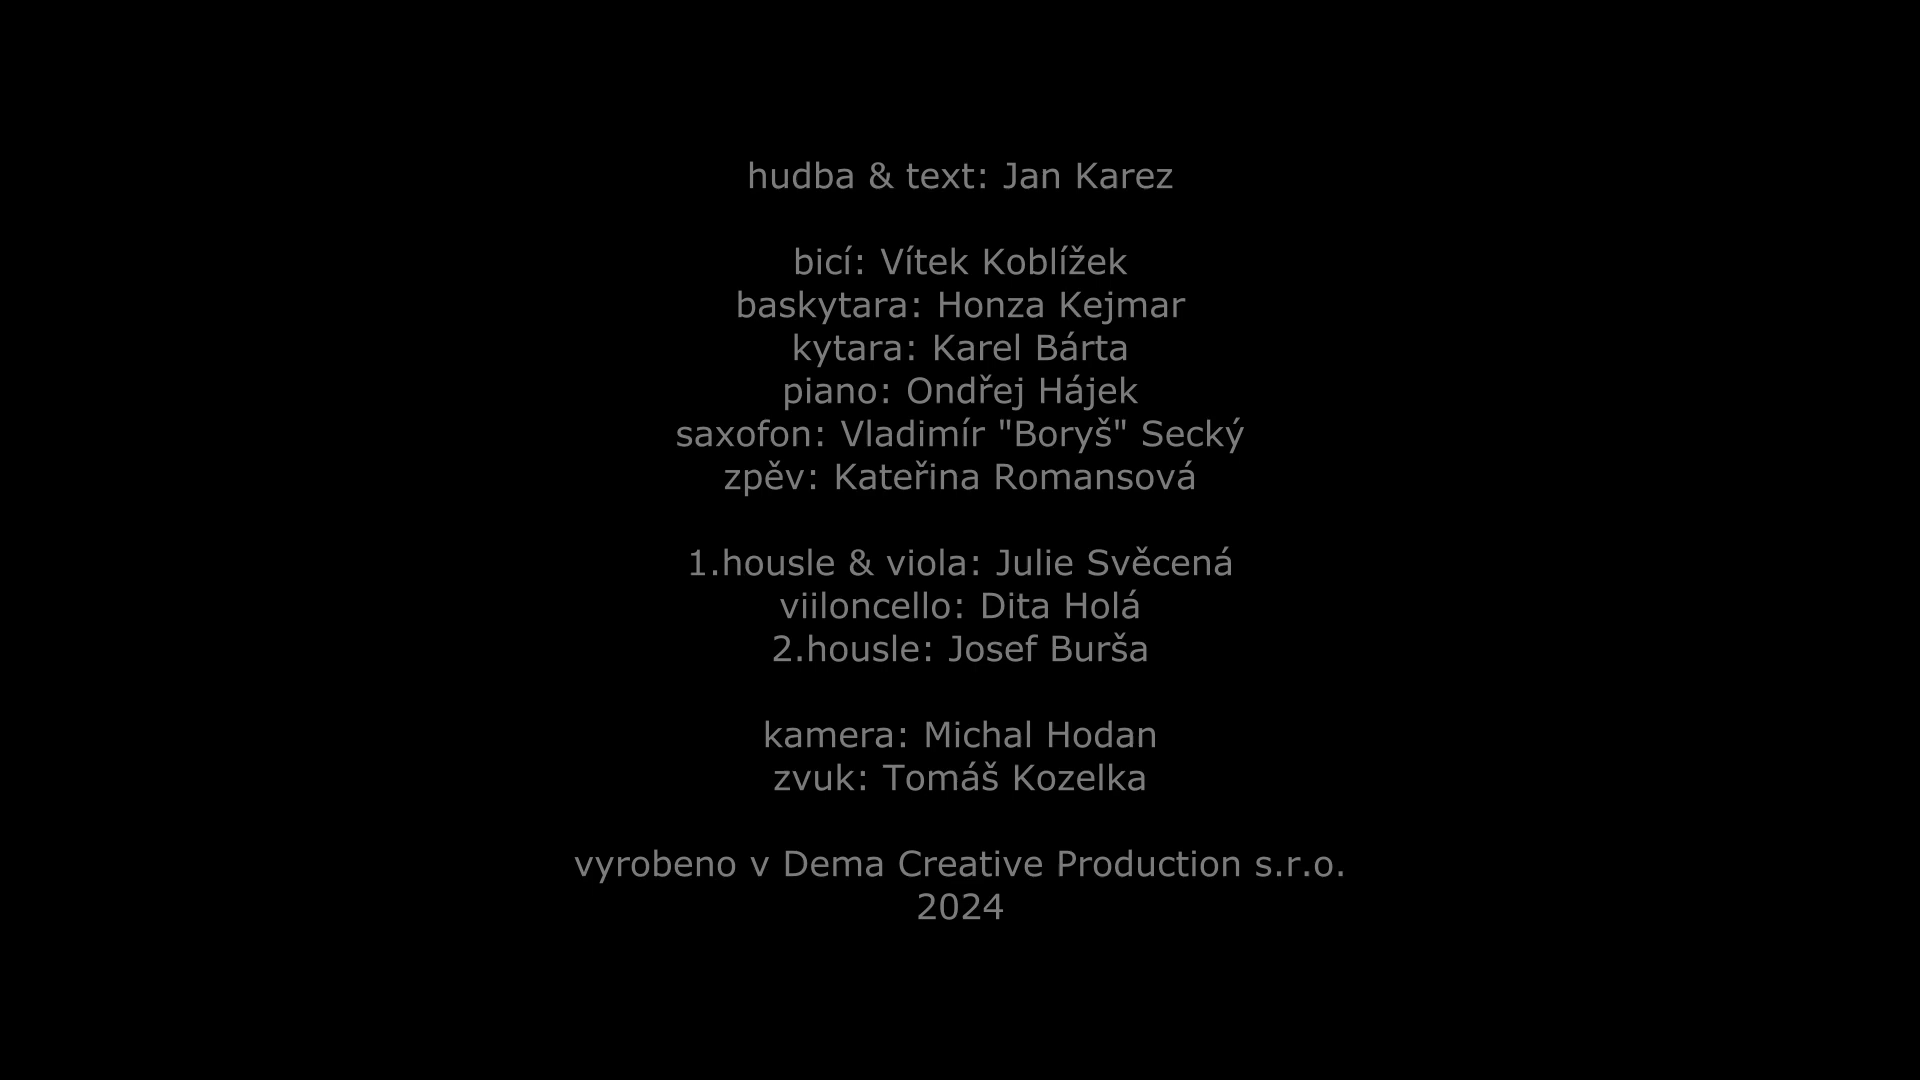 hudba & text: Jan Karez
bicí: Vítek Koblížek
baskytara: Honza Kejmar
kytara: Karel Bárta
piano: Ondřej Hájek
saxofon: Vladimír "Boryš" Secký
zpěv: Kateřina Romansová
1.housle & viola: Julie Svěcená
viiloncello: Dita Holá
2.housle: Josef Burša
kamera: Michal Hodan
zvuk: Tomáš Kozelka
vyrobeno v Dema Creative Production s.r.o.
2024